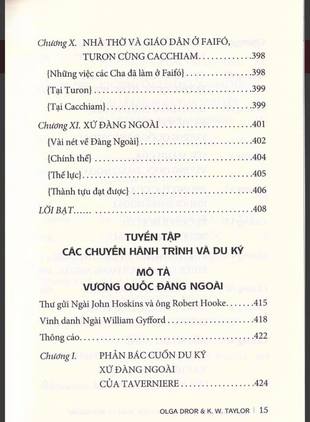 Chương X. NHÀ THỜ VÀ GIÁO DÂN Ở FAIFÓ,
TURON CÙNG CACCHIAM........................398
{Những việc các Cha đã làm ở Faifó}........................398
{Tại Turon}........................399
{Tại Cacchiam}........................399
Chương XI. XỨ ĐÀNG NGOÀI........................401
{Vài nét về Đàng Ngoài}........................402
{Chính thể}........................404
{Thế lực}........................405
{Thành tựu đạt được}........................406
LỜI BẠT......408
TUYỂN TẬP
CÁC CHUYẾN HÀNH TRÌNH VÀ DU KÝ
MÔ TẢ
VƯƠNG QUỐC ĐÀNG NGOÀI
Thư gửi Ngài John Hoskins và ông Robert Hooke.....415
Vinh danh Ngài William Gyfford........................418
Thông cáo........................422
Chương I. PHẢN BÁC CUỐN DU KÝ
XỨ ĐÀNG NGOÀI
CỦA TAVERNIERE........................424
OLGA DROR & K. W. TAYLOR | 15